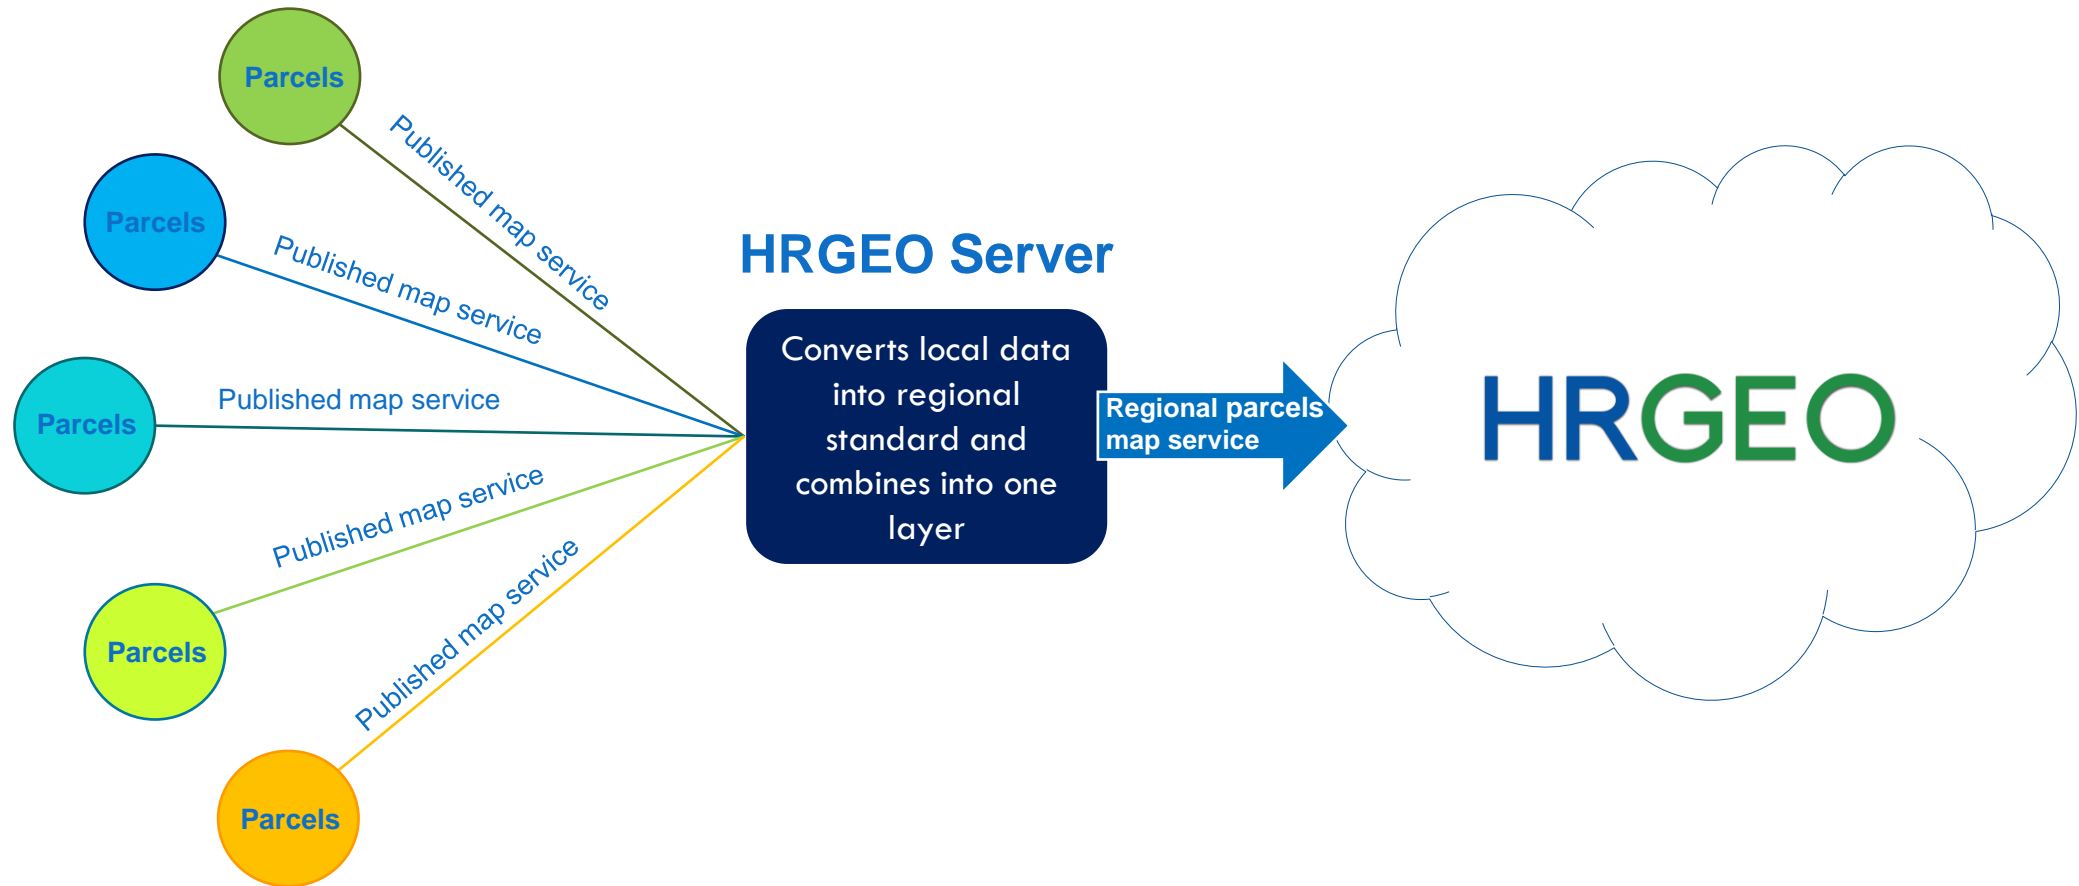 Parcels
Published map service
Parcels
Published map service
Parcels
Published map service
Parcels
Published map service
Parcels
Published map service
HRGEO Server
Converts local data
into regional
standard and
combines into one
layer
Regional parcels
map service
HRGEO